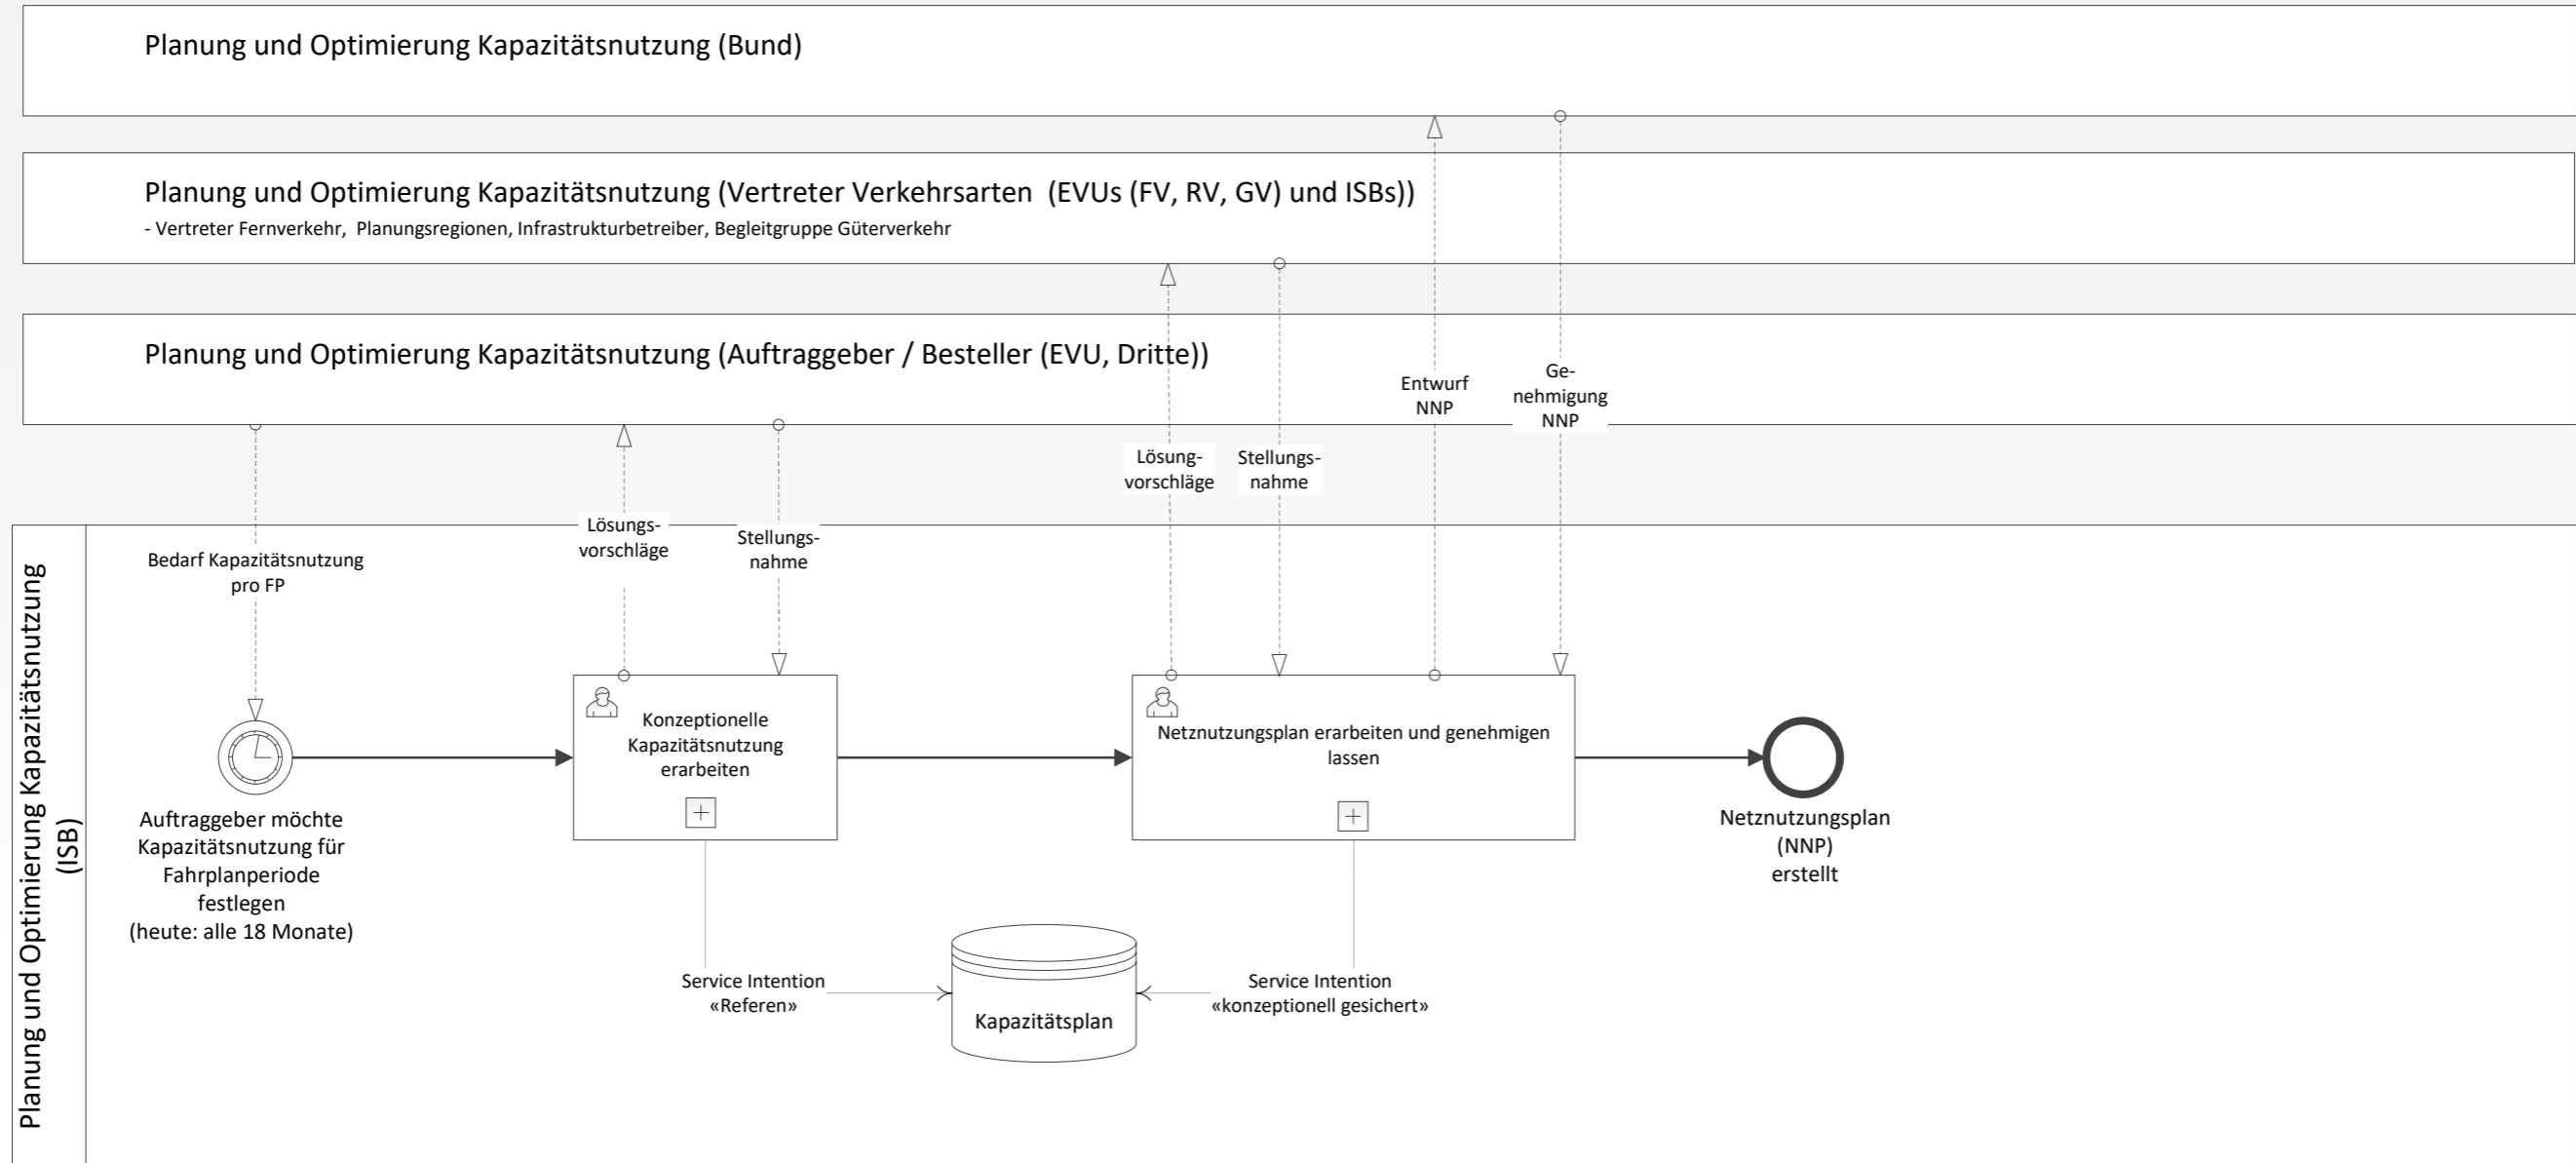 Planung und Optimierung Kapazitätsnutzung (Bund)
Planung und Optimierung Kapazitätsnutzung (Vertreter Verkehrsarten  (EVUs (FV, RV, GV) und ISBs))
- Vertreter Fernverkehr,  Planungsregionen, Infrastrukturbetreiber, Begleitgruppe Güterverkehr
Planung und Optimierung Kapazitätsnutzung (Auftraggeber / Besteller (EVU, Dritte))
Entwurf
NNP
Ge-
nehmigung
NNP
Lösung-
vorschläge
Stellungs-
nahme
Lösungs-
vorschläge
Stellungs-
nahme
Bedarf Kapazitätsnutzung
pro FP
Planung und Optimierung Kapazitätsnutzung
(ISB)
Auftraggeber möchte
Kapazitätsnutzung für
Fahrplanperiode
festlegen
(heute: alle 18 Monate)
Konzeptionelle
Kapazitätsnutzung
erarbeiten
Netznutzungsplan erarbeiten und genehmigen
lassen
Netznutzungsplan
(NNP)
erstellt
Service Intention
«Referen»
Kapazitätsplan
Service Intention
«konzeptionell gesichert»